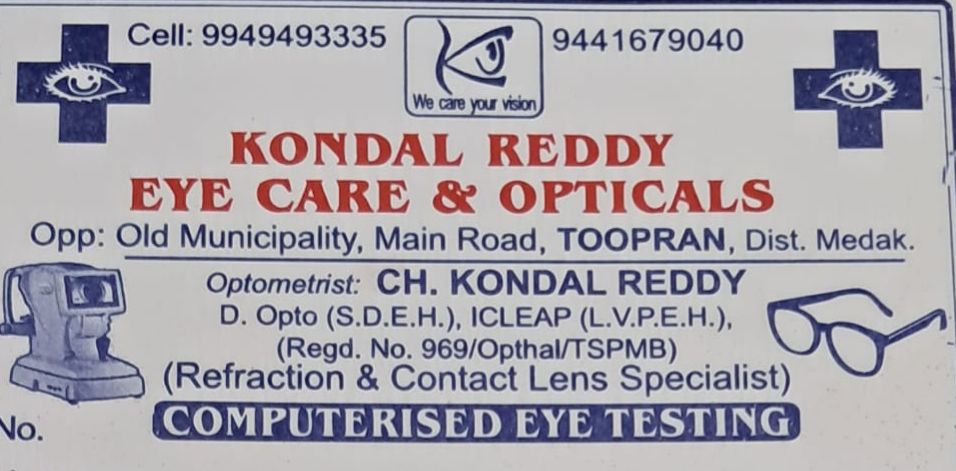 Cell: 9949493335
9441679040
We care your vision
KONDAL REDDY
EYE CARE & OPTICALS
Opp: Old Municipality, Main Road, TOOPRAN, Dist. Medak.
Optometrist: CH. KONDAL REDDY
D. Opto (S.D.E.H.), ICLEAP (L.V.P.E.H.),
(Regd. No. 969/Opthal/TSPMB)
(Refraction & Contact Lens Specialist)
No.
COMPUTERISED EYE TESTING